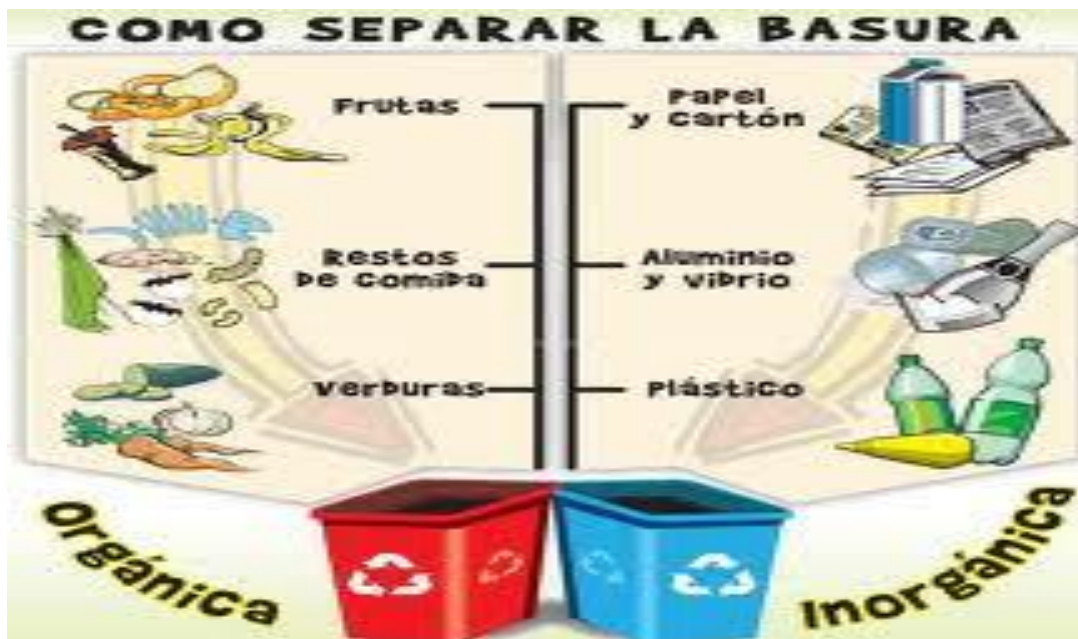 COMO SEPARAR LA BASURA
Frutas
Restos
de comida
Verduras
Papel
y cartón
Aluminio
y vidrio
Plástico
Orgánica
Inorgánica